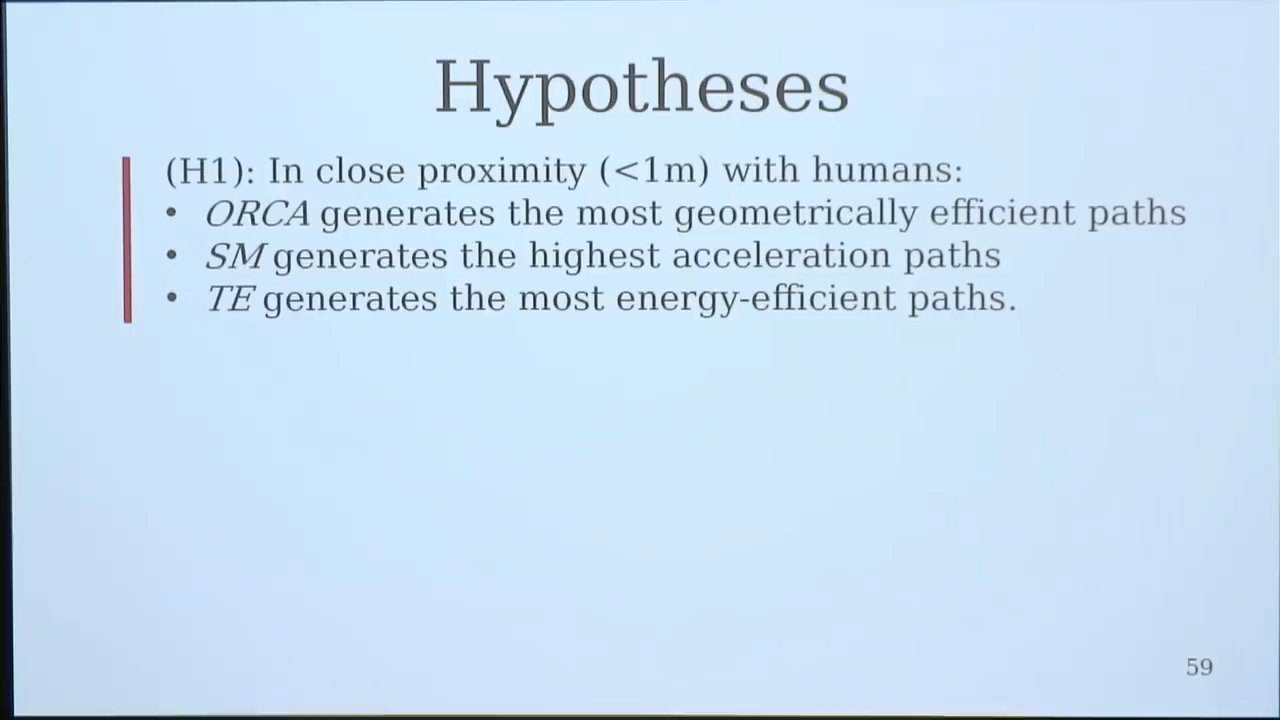 Hypotheses
(H1): In close proximity (<1m) with humans:
• ORCA generates the most geometrically efficient paths
• SM generates the highest acceleration paths
• TE generates the most energy-efficient paths.
59